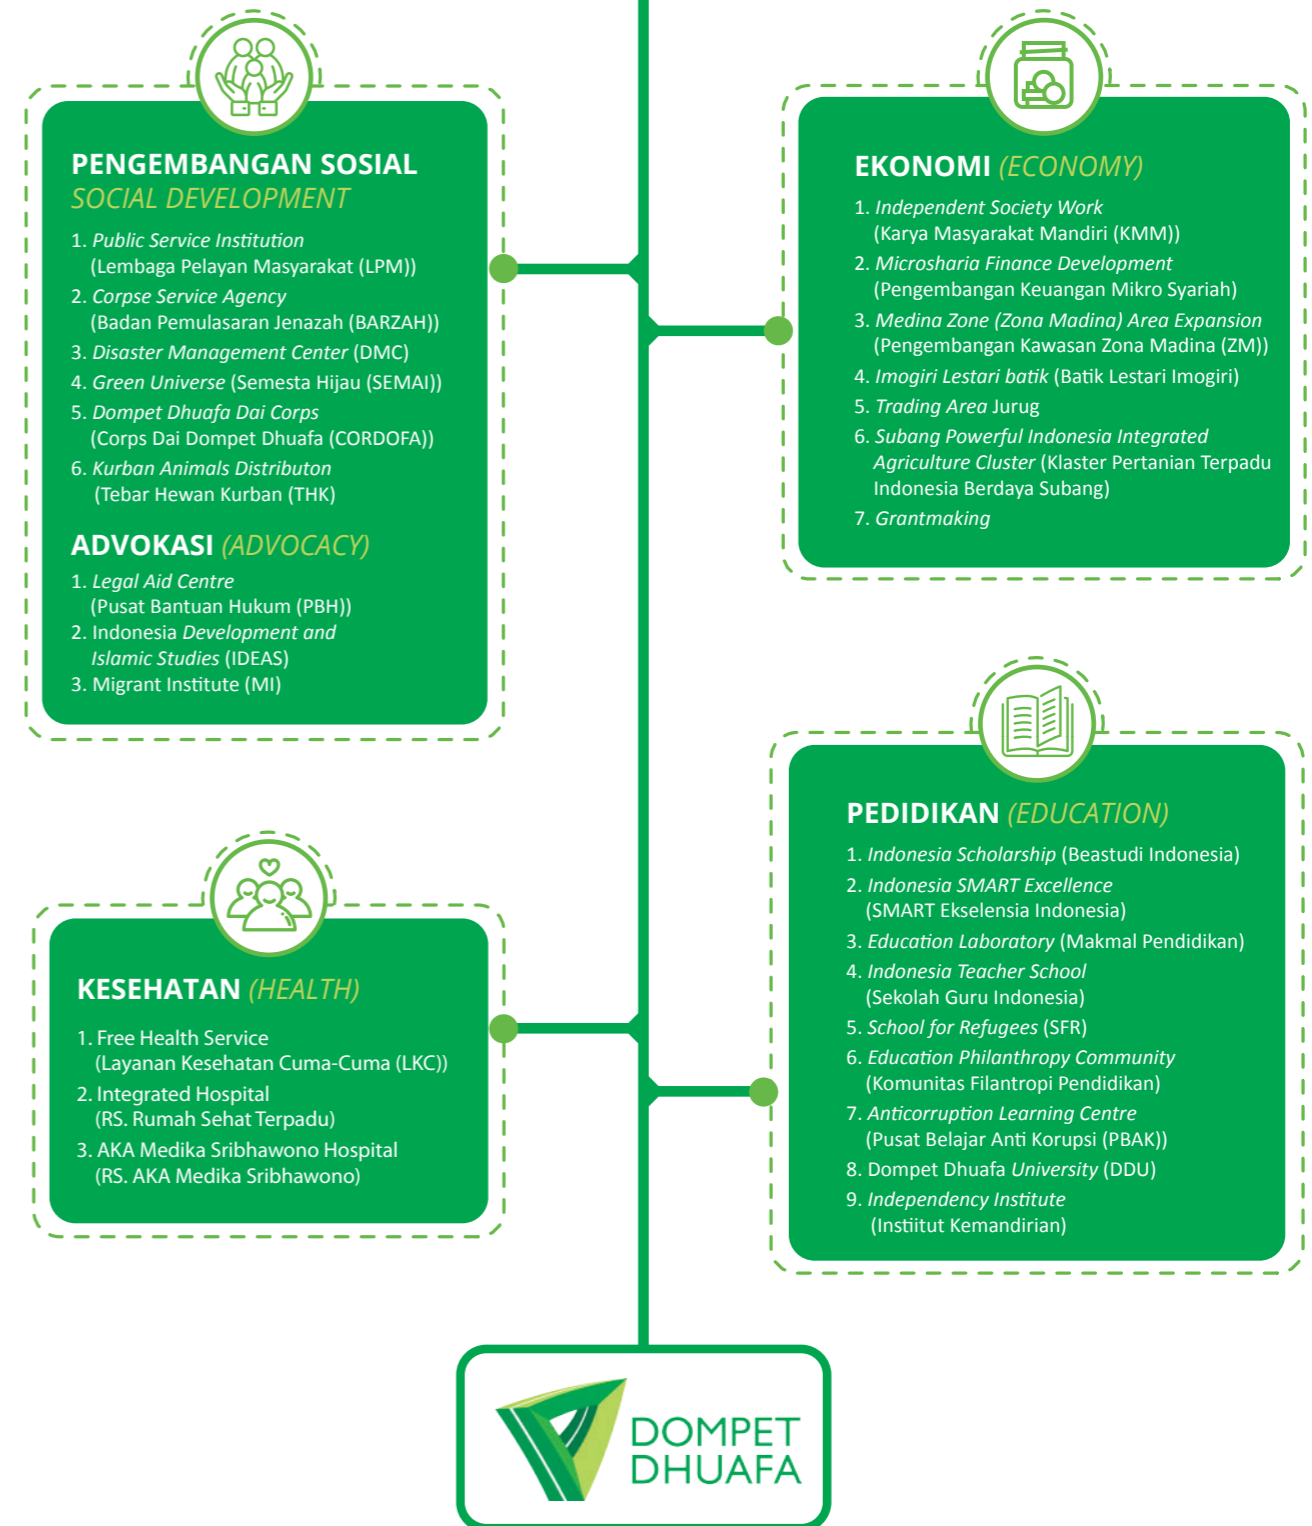 PENGEMBANGAN SOSIAL
SOCIAL DEVELOPMENT
1. Public Service Institution
(Lembaga Pelayan Masyarakat (LPM))
2. Corpse Service Agency
(Badan Pemulasaran Jenazah (BARZAH))
3. Disaster Management Center (DMC)
4. Green Universe (Semesta Hijau (SEMAI))
5. Dompet Dhuafa Dai Corps
(Corps Dai Dompet Dhuafa (CORDOFA))
6. Kurban Animals Distributon
(Tebar Hewan Kurban (THK)
ADVOKASI (ADVOCACY)
1. Legal Aid Centre
(Pusat Bantuan Hukum (PBH))
2. Indonesia Development and
Islamic Studies (IDEAS)
3. Migrant Institute (MI)
EKONOMI (ECONOMY)
1. Independent Society Work
(Karya Masyarakat Mandiri (KMM))
2. Microsharia Finance Development
(Pengembangan Keuangan Mikro Syariah)
3. Medina Zone (Zona Madina) Area Expansion
(Pengembangan Kawasan Zona Madina (ZM))
4. Imogiri Lestari batik (Batik Lestari Imogiri)
5. Trading Area Jurug
6. Subang Powerful Indonesia Integrated
Agriculture Cluster (Klaster Pertanian Terpadu
Indonesia Berdaya Subang)
7. Grantmaking
KESEHATAN (HEALTH)
1. Free Health Service
(Layanan Kesehatan Cuma-Cuma (LKC))
2. Integrated Hospital
(RS. Rumah Sehat Terpadu)
3. AKA Medika Sribhawono Hospital
(RS. AKA Medika Sribhawono)
PEDIDIKAN (EDUCATION)
1. Indonesia Scholarship (Beastudi Indonesia)
2. Indonesia SMART Excellence
(SMART Ekselensia Indonesia)
3. Education Laboratory (Makmal Pendidikan)
4. Indonesia Teacher School
(Sekolah Guru Indonesia)
5. School for Refugees (SFR)
6. Education Philanthropy Community
(Komunitas Filantropi Pendidikan)
7. Anticorruption Learning Centre
(Pusat Belajar Anti Korupsi (PBAK))
8. Dompet Dhuafa University (DDU)
9. Independency Institute
(Instiitut Kemandirian)
DOMPET
DHUAFA